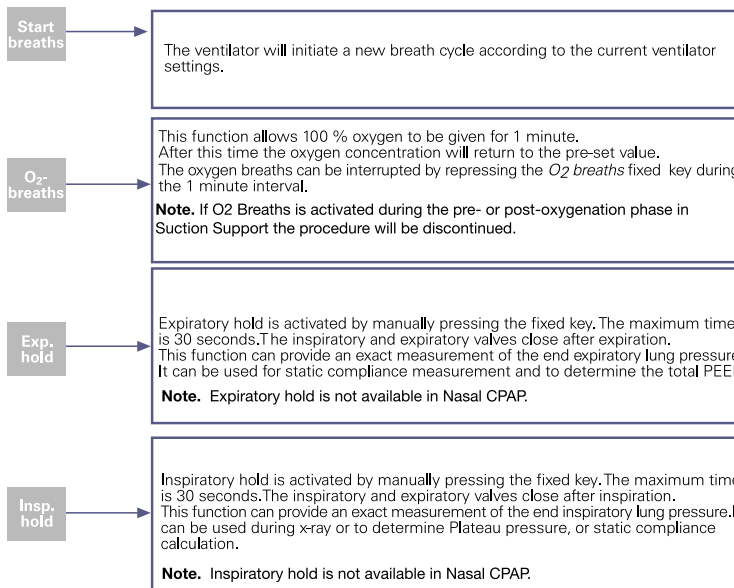 Start
breaths
The ventilator will initiate a new breath cycle according to the current ventilator
settings.
O2-
breaths
This function allows 100 % oxygen to be given for 1 minute.
After this time the oxygen concentration will return to the pre-set value.
The oxygen breaths can be interrupted by repressing the O2 breaths fixed key during
the 1 minute interval.
Note. If O2 Breaths is activated during the pre- or post-oxygenation phase in
Suction Support the procedure will be discontinued.
Exp.
hold
Expiratory hold is activated by manually pressing the fixed key. The maximum time
is 30 seconds.The inspiratory and expiratory valves close after expiration.
This function can provide an exact measurement of the end expiratory lung pressure
It can be used for static compliance measurement and to determine the total PEEP
Note. Expiratory hold is not available in Nasal CPAP.
Insp.
hold
Inspiratory hold is activated by manually pressing the fixed key. The maximum time
is 30 seconds.The inspiratory and expiratory valves close after inspiration.
This function can provide an exact measurement of the end inspiratory lung pressure.
can be used during x-ray or to determine Plateau pressure, or static compliance
calculation.
Note. Inspiratory hold is not available in Nasal CPAP.